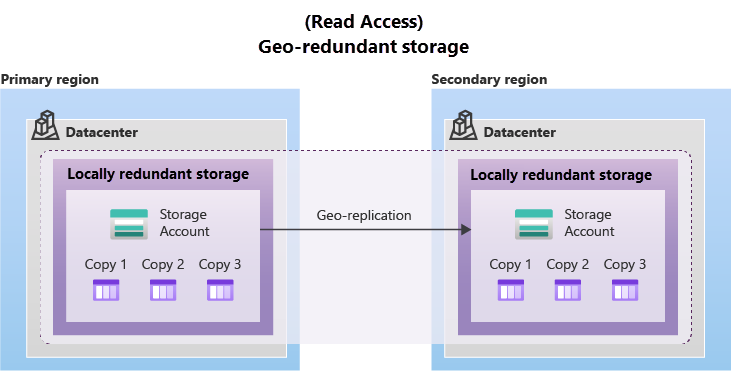 (Read Access)
Geo-redundant storage
Primary region
Datacenter
Locally redundant storage
Storage
Account
Copy 1 Copy 2 Copy 3
Geo-replication
Secondary region
Datacenter
Locally redundant storage
Storage
Account
Copy 1 Copy 2 Copy 3